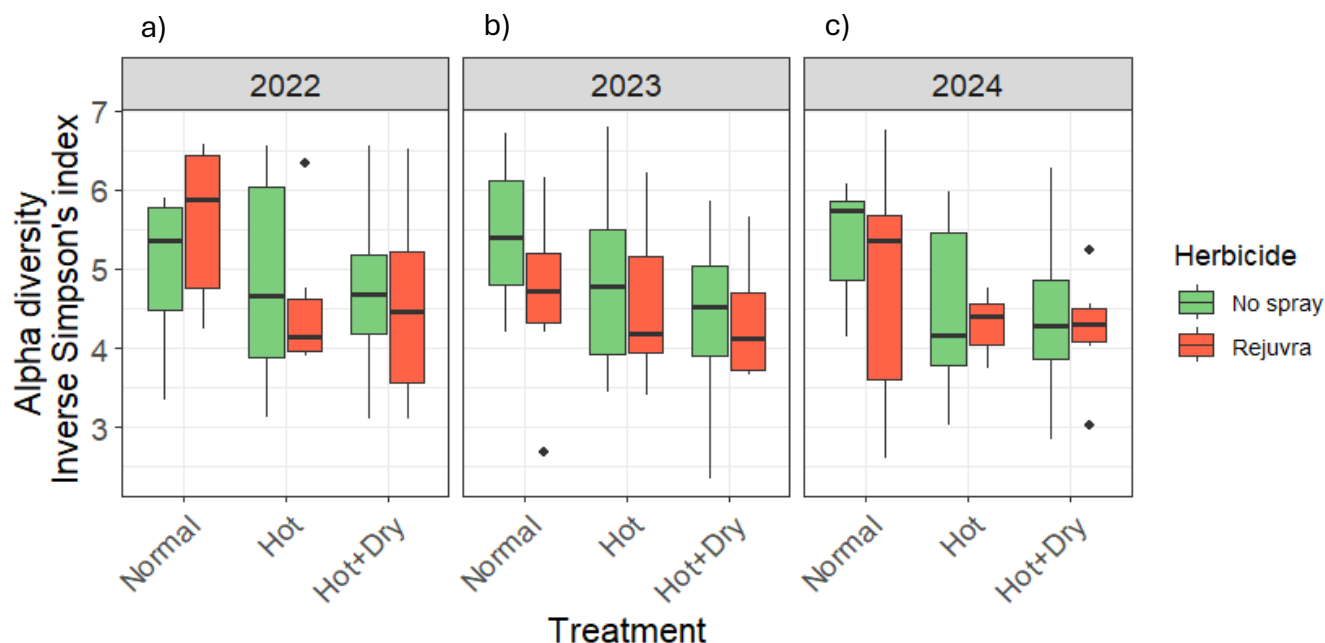 a)
b)
c)
2022
2023
2024
Alpha diversity
Inverse Simpson's index
7
6
5
4
3
Normal
Hot
Hot+Dry
Normal
Hot
Hot+Dry
Normal
Hot
Hot+Dry
Treatment
Herbicide
No spray
Rejuvra